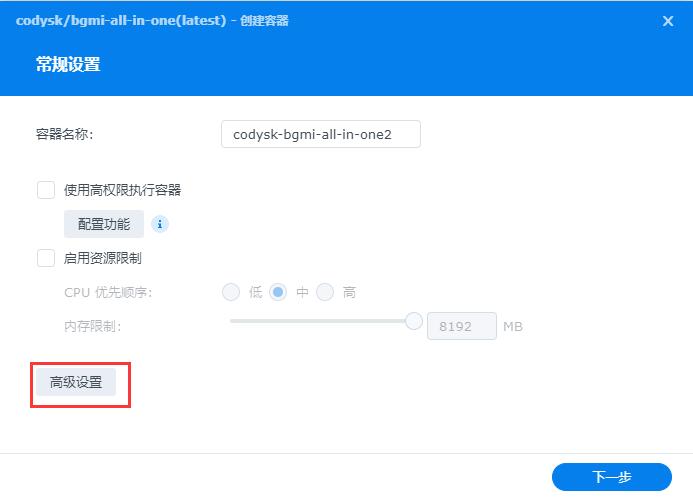 codysk/bgmi-all-in-one(latest) - 创建容器
常规设置
容器名称:
codysk-bgmi-all-in-one2
使用高权限执行容器
配置功能
启用资源限制
CPU 优先顺序: 低 中 高
内存限制: 8192 MB
高级设置
下一步